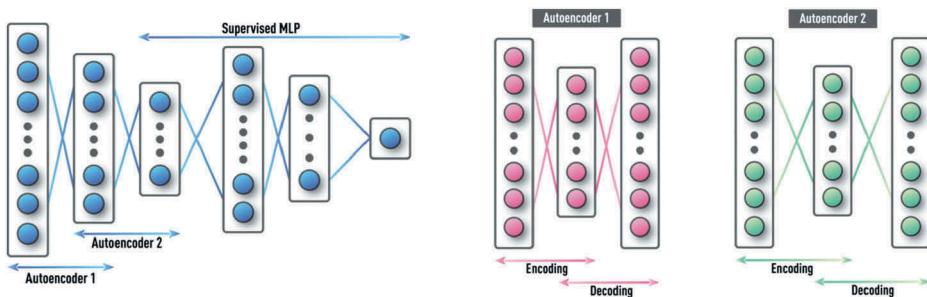 Supervised MLP
Autoencoder 2
Autoencoder 1
Autoencoder 1
Encoding
Decoding
Autoencoder 2
Encoding
Decoding